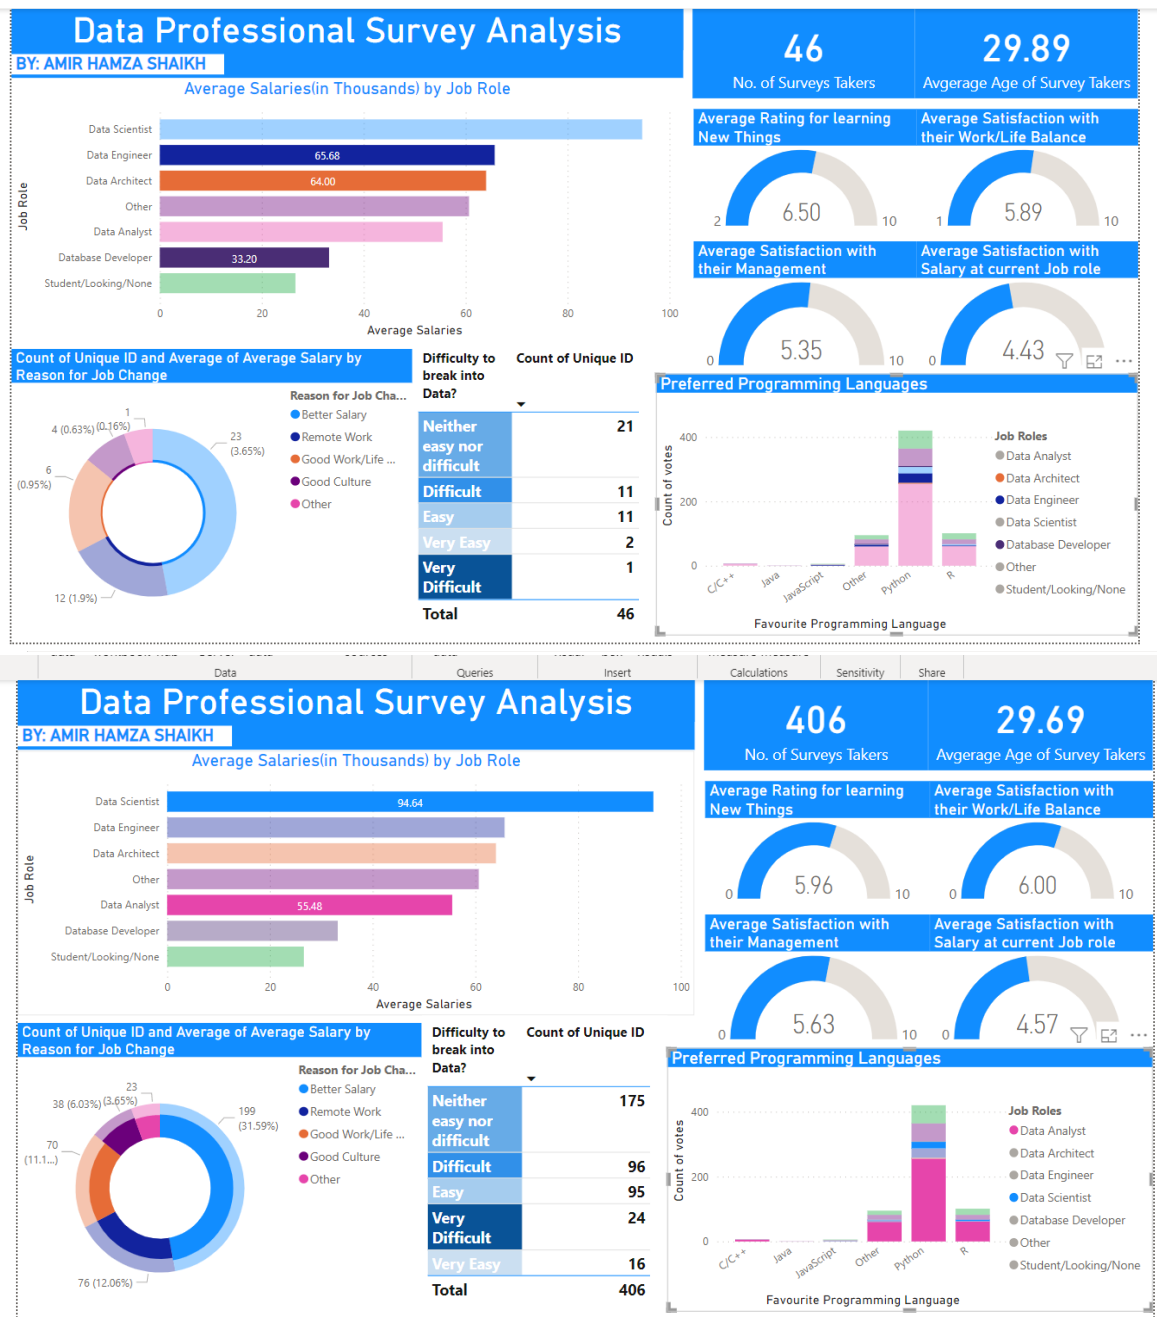 Data Professional Survey Analysis
BY: AMIR HAMZA SHAIKH
46
No. of Surveys Takers
29.89
Avgerage Age of Survey Takers
Average Salaries(in Thousands) by Job Role
Job Role
Data Scientist
Data Engineer
65.68
Data Architect
64.00
Other
Data Analyst
Database Developer
33.20
Student/Looking/None
0 20 40 60 80 100
Average Salaries
Average Rating for learning
New Things
2 6.50 10
Average Satisfaction with
their Work/Life Balance
1 5.89 10
Average Satisfaction with
their Management
0 5.35 10
Average Satisfaction with
Salary at current Job role
0 4.43
Count of Unique ID and Average of Average Salary by
Reason for Job Change
1
(0.16%)
4 (0.63%)
6
(0.95%)
12 (1.9%)
23
(3.65%)
Reason for Job Cha...
Better Salary
Remote Work
Good Work/Life ...
Good Culture
Other
Difficulty to
break into
Data?
Count of Unique ID
Neither
easy nor
difficult
21
Difficult 11
Easy 11
Very Easy 2
Very
Difficult
1
Total 46
Preferred Programming Languages
Count of votes
400
200
0
C/C++
Java
JavaScript
Other
Python
R
Favourite Programming Language
Job Roles
Data Analyst
Data Architect
Data Engineer
Data Scientist
Database Developer
Other
Student/Looking/None
Data Queries Insert Calculations Sensitivity Share
Data Professional Survey Analysis
BY: AMIR HAMZA SHAIKH
406
No. of Surveys Takers
29.69
Avgerage Age of Survey Takers
Average Salaries(in Thousands) by Job Role
Job Role
Data Scientist
94.64
Data Engineer
Data Architect
Other
Data Analyst
55.48
Database Developer
Student/Looking/None
0 20 40 60 80 100
Average Salaries
Average Rating for learning
New Things
0 5.96 10
Average Satisfaction with
their Work/Life Balance
0 6.00 10
Average Satisfaction with
their Management
0 5.63 10
Average Satisfaction with
Salary at current Job role
0 4.57
Count of Unique ID and Average of Average Salary by
Reason for Job Change
23
(3.65%)
38 (6.03%)
70
(11.1...)
76 (12.06%)
199
(31.59%)
Reason for Job Cha...
Better Salary
Remote Work
Good Work/Life ...
Good Culture
Other
Difficulty to
break into
Data?
Count of Unique ID
Neither
easy nor
difficult
175
Difficult 96
Easy 95
Very
Difficult
24
Very Easy 16
Total 406
Preferred Programming Languages
Count of votes
400
200
0
C/C++
Java
JavaScript
Other
Python
R
Favourite Programming Language
Job Roles
Data Analyst
Data Architect
Data Engineer
Data Scientist
Database Developer
Other
Student/Looking/None